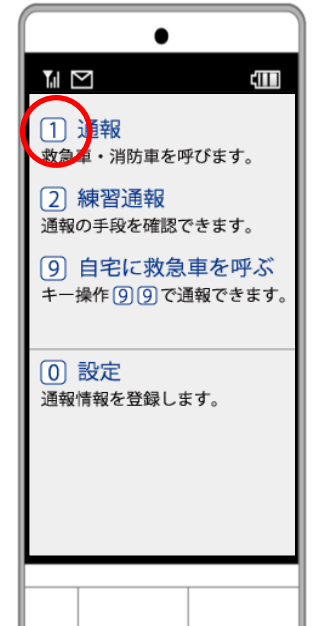 1 通報
救急車・消防車を呼びます。
2 練習通報
通報の手段を確認できます。
9 自宅に救急車を呼ぶ
キー操作99で通報できます。
0 設定
通報情報を登録します。